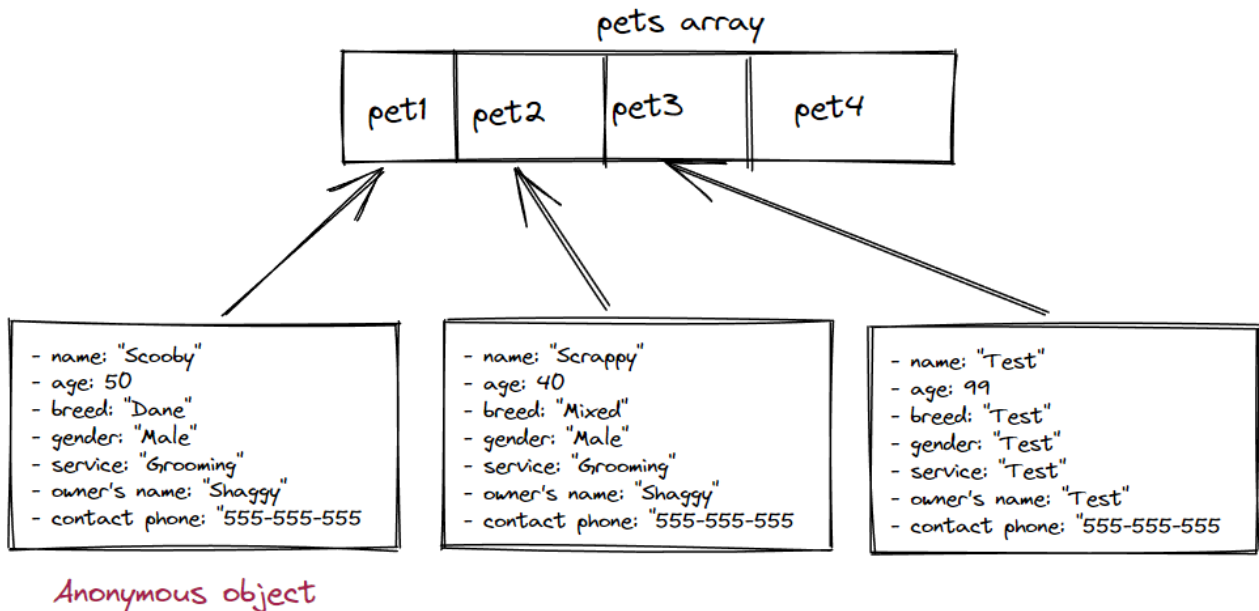 pets array
pet1 pet2 pet3 pet4
- name: "Scooby"
- age: 50
- breed: "Dane"
- gender: "Male"
- service: "Grooming"
- owner's name: "Shaggy"
- contact phone: "555-555-555
- name: "Scrappy"
- age: 40
- breed: "Mixed"
- gender: "Male"
- service: "Grooming"
- owner's name: "Shaggy"
- contact phone: "555-555-555
- name: "Test"
- age: 99
- breed: "Test"
- gender: "Test"
- service: "Test"
- owner's name: "Test"
- contact phone: "555-555-555
Anonymous object